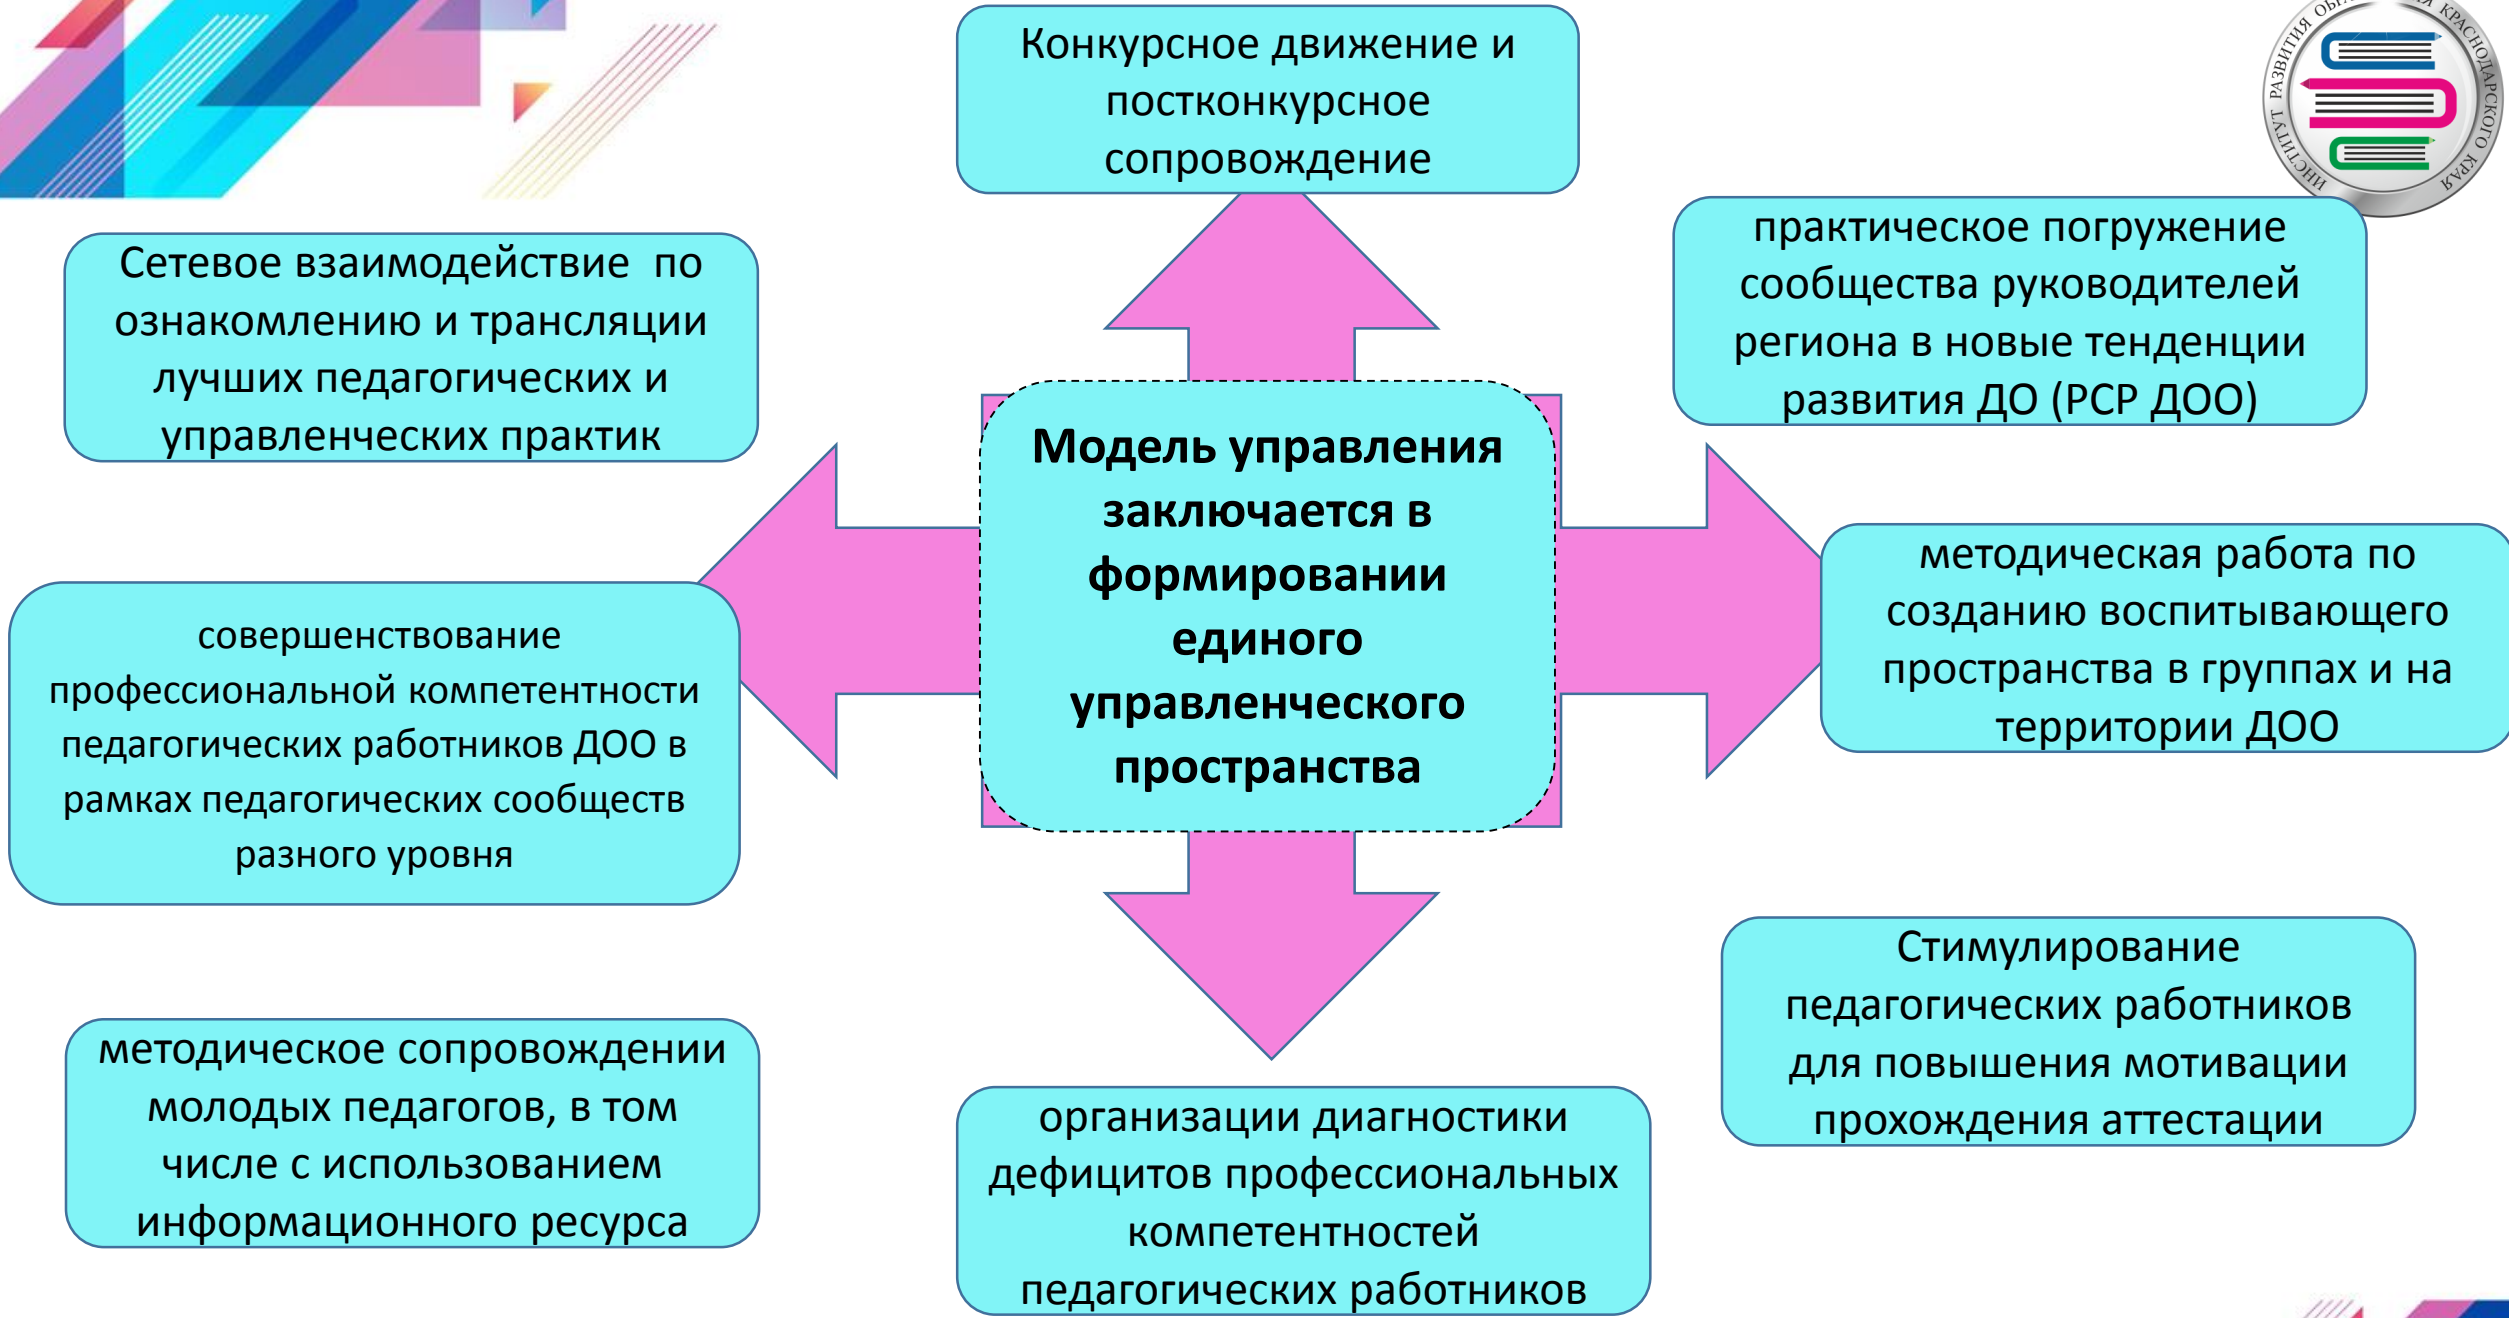 Конкурсное движение и
постконкурсное
сопровождение
ИНСТИТУТ РАЗВИТИЯ
КРАСНОДАРСКОГО КРАЯ
Сетевое взаимодействие по
ознакомлению и трансляции
лучших педагогических и
управленческих практик
практическое погружение
сообщества руководителей
региона в новые тенденции
развития ДО (РСР ДОО)
Модель управления
заключается в
формировании
единого
управленческого
пространства
совершенствование
профессиональной компетентности
педагогических работников ДОО в
рамках педагогических сообществ
разного уровня
методическая работа по
созданию воспитывающего
пространства в группах и на
территории ДОО
методическое сопровождении
молодых педагогов, в том
числе с использованием
информационного ресурса
организации диагностики
дефицитов профессиональных
компетентностей
педагогических работников
Стимулирование
педагогических работников
для повышения мотивации
прохождения аттестации